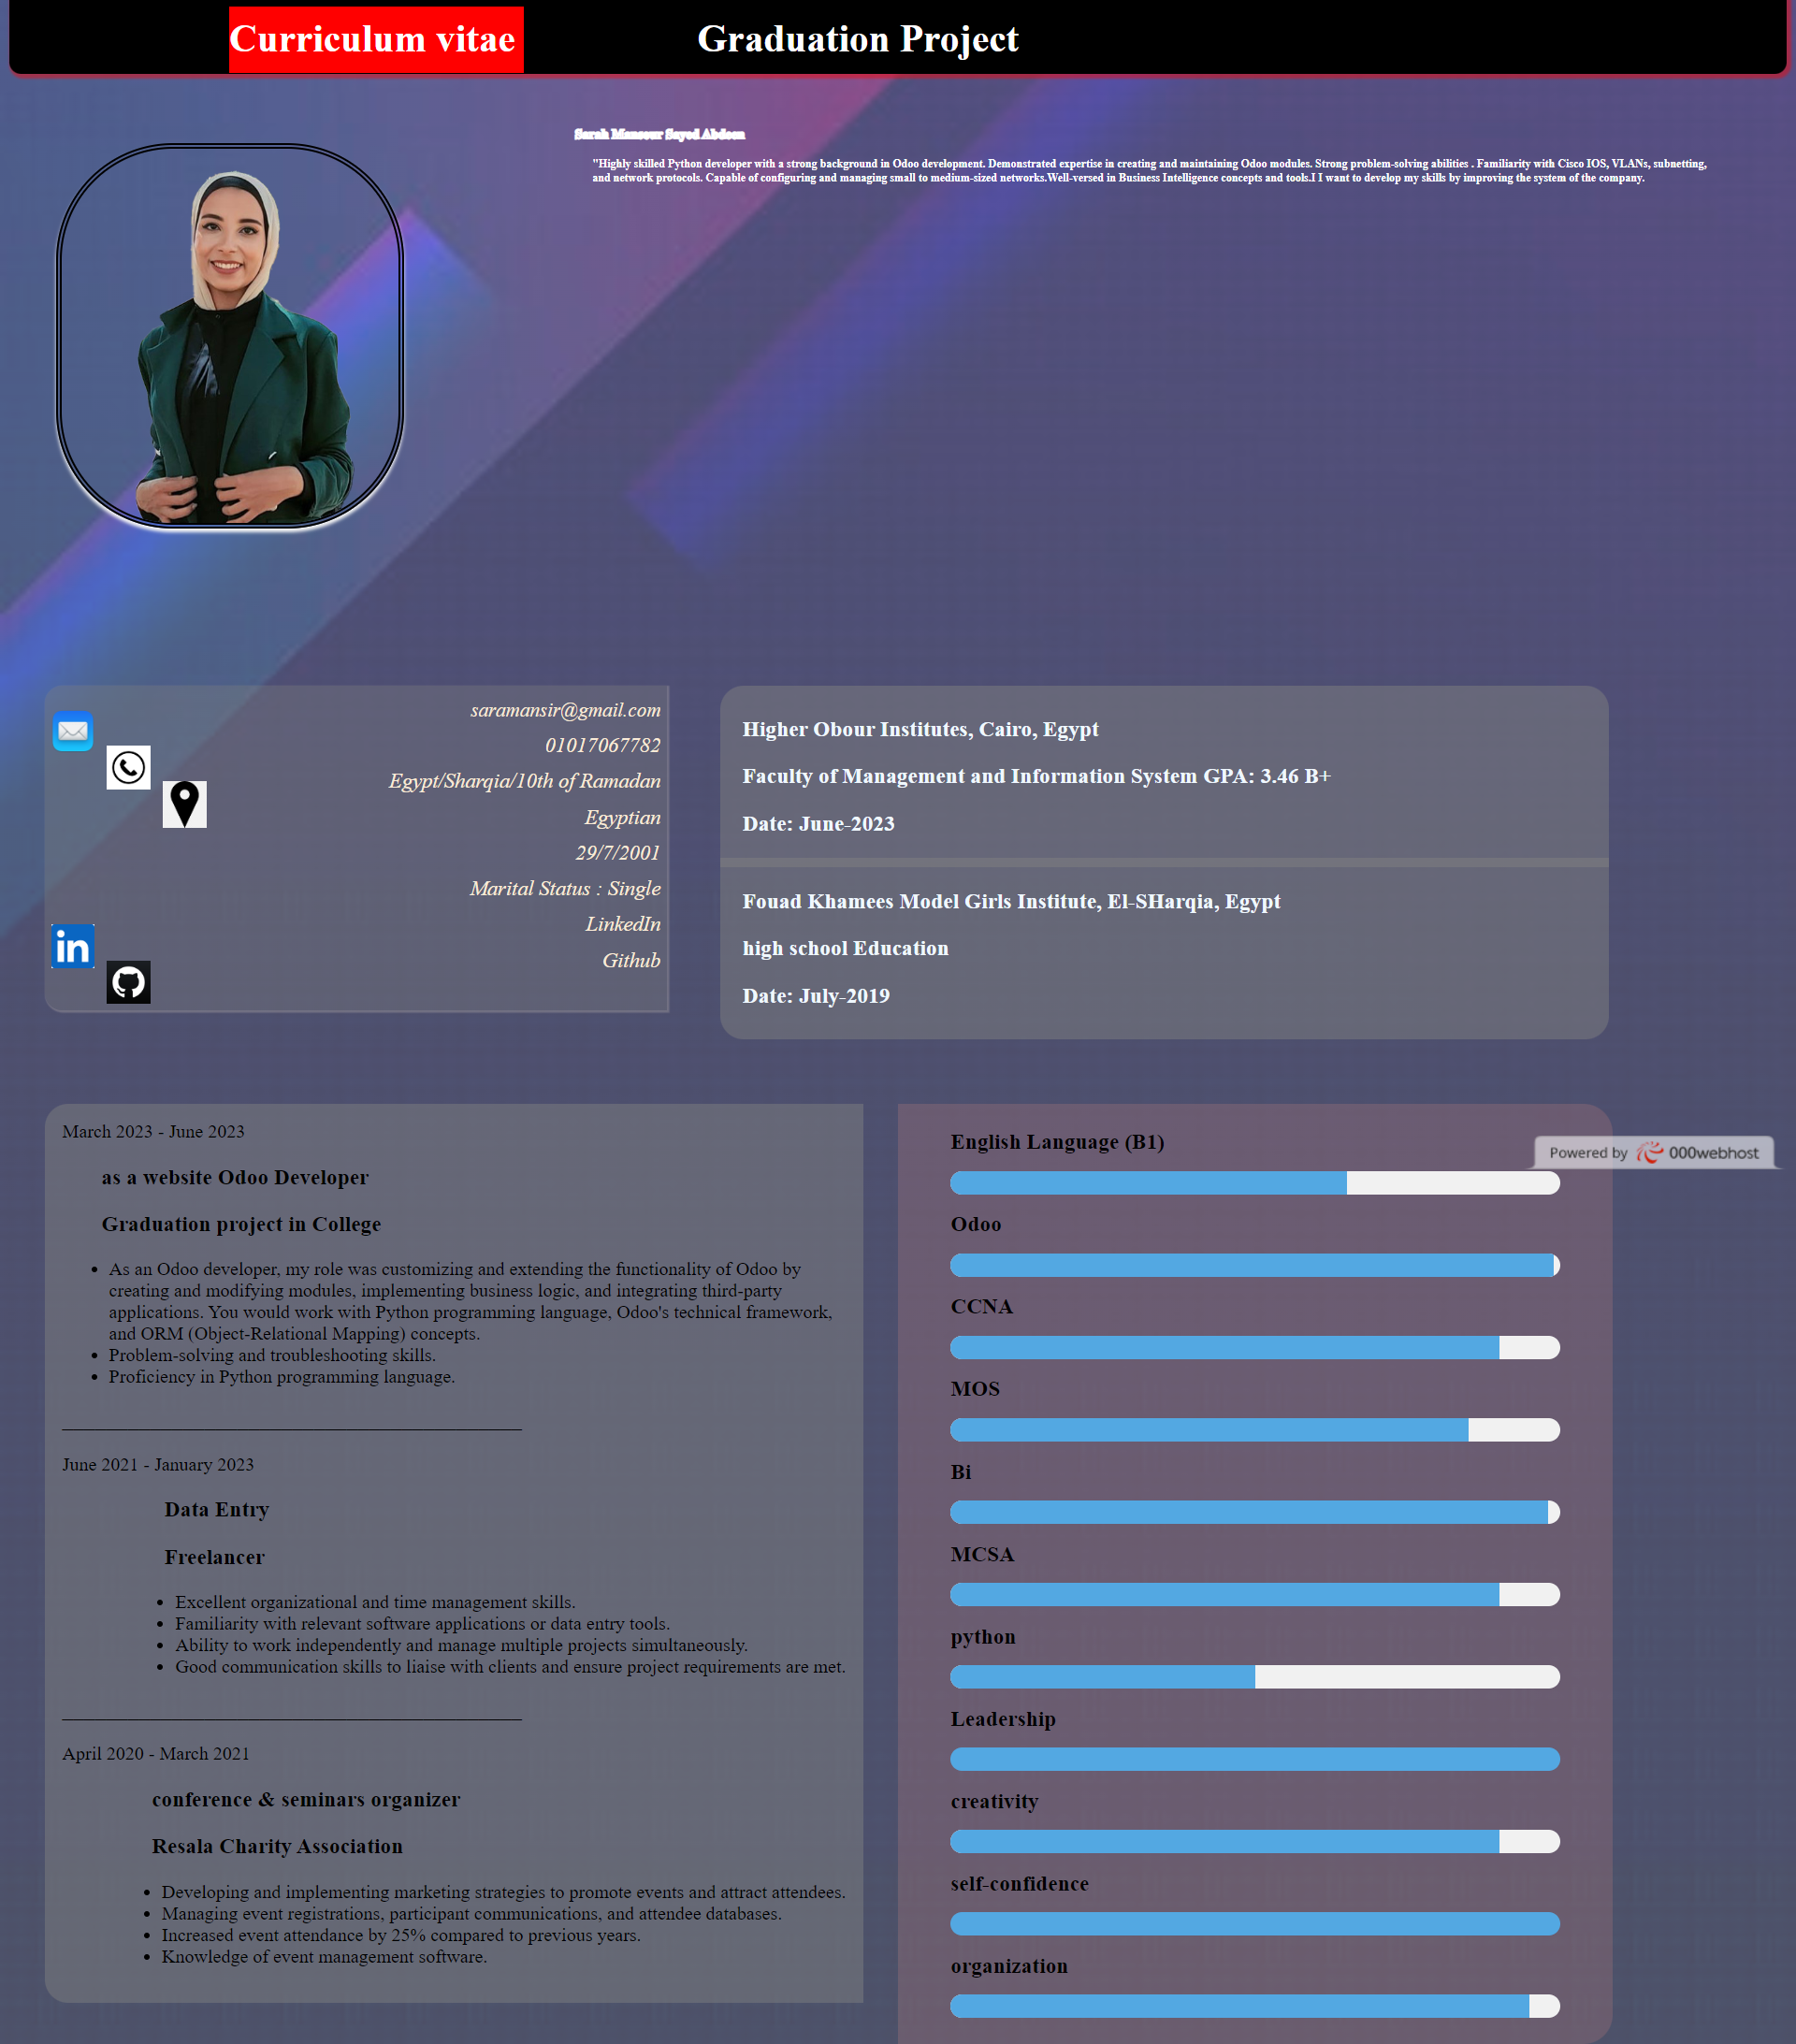 Curriculum vitae
Graduation Project
Sarah Mansour Sayed Abdeen
"Highly skilled Python developer with a strong background in Odoo development. Demonstrated expertise in creating and maintaining Odoo modules. Strong problem-solving abilities . Familiarity with Cisco IOS, VLANs, subnetting,
and network protocols. Capable of configuring and managing small to medium-sized networks.Well-versed in Business Intelligence concepts and tools.I I want to develop my skills by improving the system of the company.
saramansir@gmail.com
01017067782
Egypt/Sharqia/10th of Ramadan
Egyptian
29/7/2001
Marital Status : Single
LinkedIn
Github
in
Higher Obour Institutes, Cairo, Egypt
Faculty of Management and Information System GPA: 3.46 B+
Date: June-2023
Fouad Khamees Model Girls Institute, El-SHarqia, Egypt
high school Education
Date: July-2019
March 2023 - June 2023
as a website Odoo Developer
Graduation project in College
• As an Odoo developer, my role was customizing and extending the functionality of Odoo by
creating and modifying modules, implementing business logic, and integrating third-party
applications. You would work with Python programming language, Odoo's technical framework,
and ORM (Object-Relational Mapping) concepts.
• Problem-solving and troubleshooting skills.
• Proficiency in Python programming language.
June 2021 - January 2023
Data Entry
Freelancer
• Excellent organizational and time management skills.
• Familiarity with relevant software applications or data entry tools.
• Ability to work independently and manage multiple projects simultaneously.
• Good communication skills to liaise with clients and ensure project requirements are met.
April 2020 - March 2021
conference & seminars organizer
Resala Charity Association
• Developing and implementing marketing strategies to promote events and attract attendees.
• Managing event registrations, participant communications, and attendee databases.
• Increased event attendance by 25% compared to previous years.
• Knowledge of event management software.
English Language (B1)
Odoo
CCNA
MOS
Bi
MCSA
python
Leadership
creativity
self-confidence
organization
Powered by 000webhost